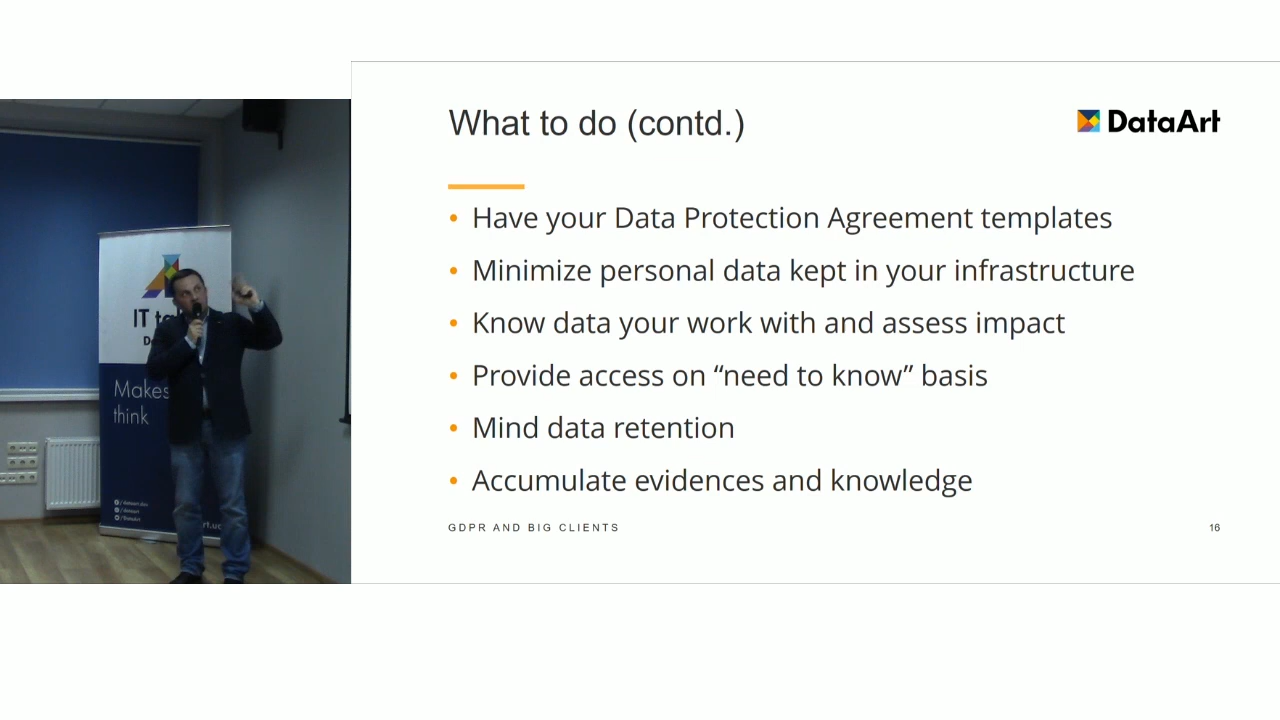 What to do (contd.)
DataArt
• Have your Data Protection Agreement templates
• Minimize personal data kept in your infrastructure
• Know data your work with and assess impact
• Provide access on “need to know” basis
• Mind data retention
• Accumulate evidences and knowledge
GDPR AND BIG CLIENTS
16
IT
Makes
think